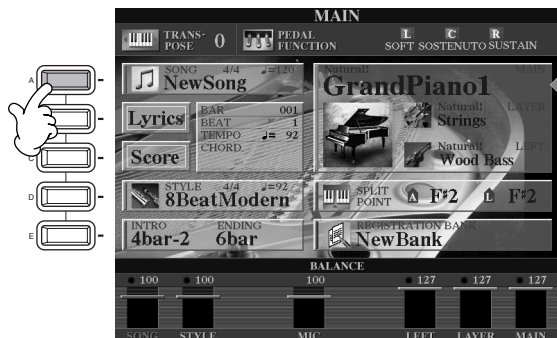 MAIN
TRANS-
POSE 0
PEDAL
FUNCTION
L C R
SOFT SOSTENUTO SUSTAIN
SONG 4/4 ♩=120
NewSong
Natural! MAIN
GrandPiano1
Lyrics
Score
BAR 001
BEAT 1
TEMPO ♩= 92
CHORD
Natural! LAYER
Strings
Natural! LEFT
Wood Bass
STYLE 4/4 ♩=92
8BeatModern
SPLIT
POINT A F♯2 L F♯2
INTRO ENDING
4bar-2 6bar
REGISTRATION BANK
NewBank
BALANCE
100 100 100 127 127 127
SONG STYLE MIC LEFT LAYER MAIN
A
D
E